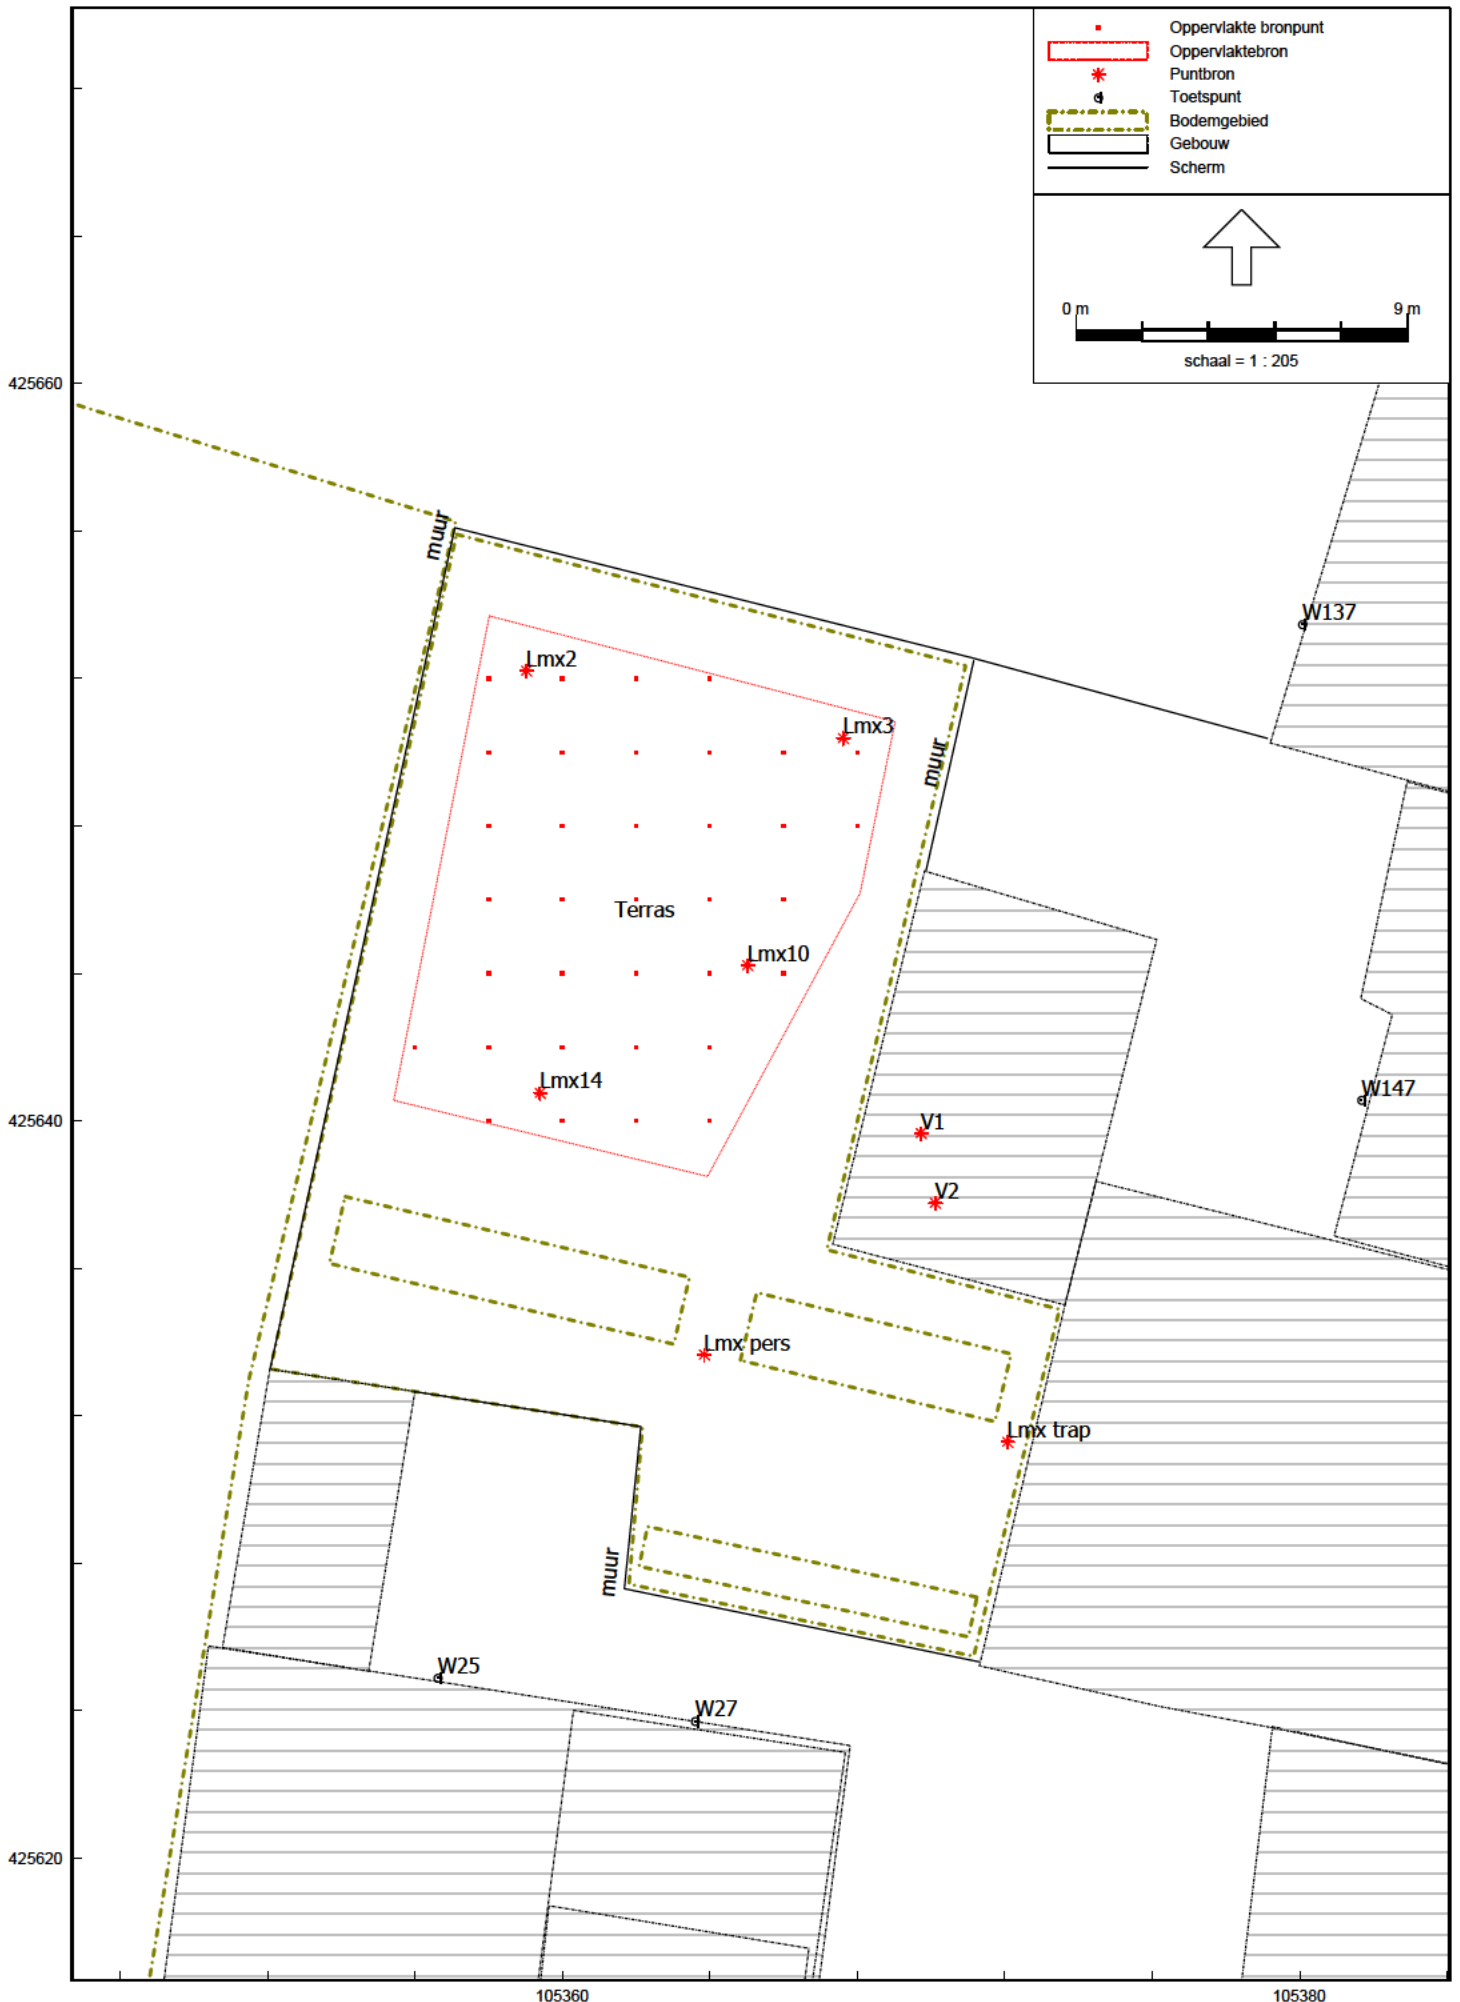 Oppervlakte bronpunt
Oppervlaktebron
Puntbron
Toetspunt
Bodemgebied
Gebouw
Scherm
0 m 9 m
schaal = 1 : 205
425660
muur
W137
Lmx2
Lmx3
muur
Terras
Lmx10
Lmx14
W147
425640
V1
V2
Lmx pers
Lmx trap
muur
W25
W27
425620
105360 105380